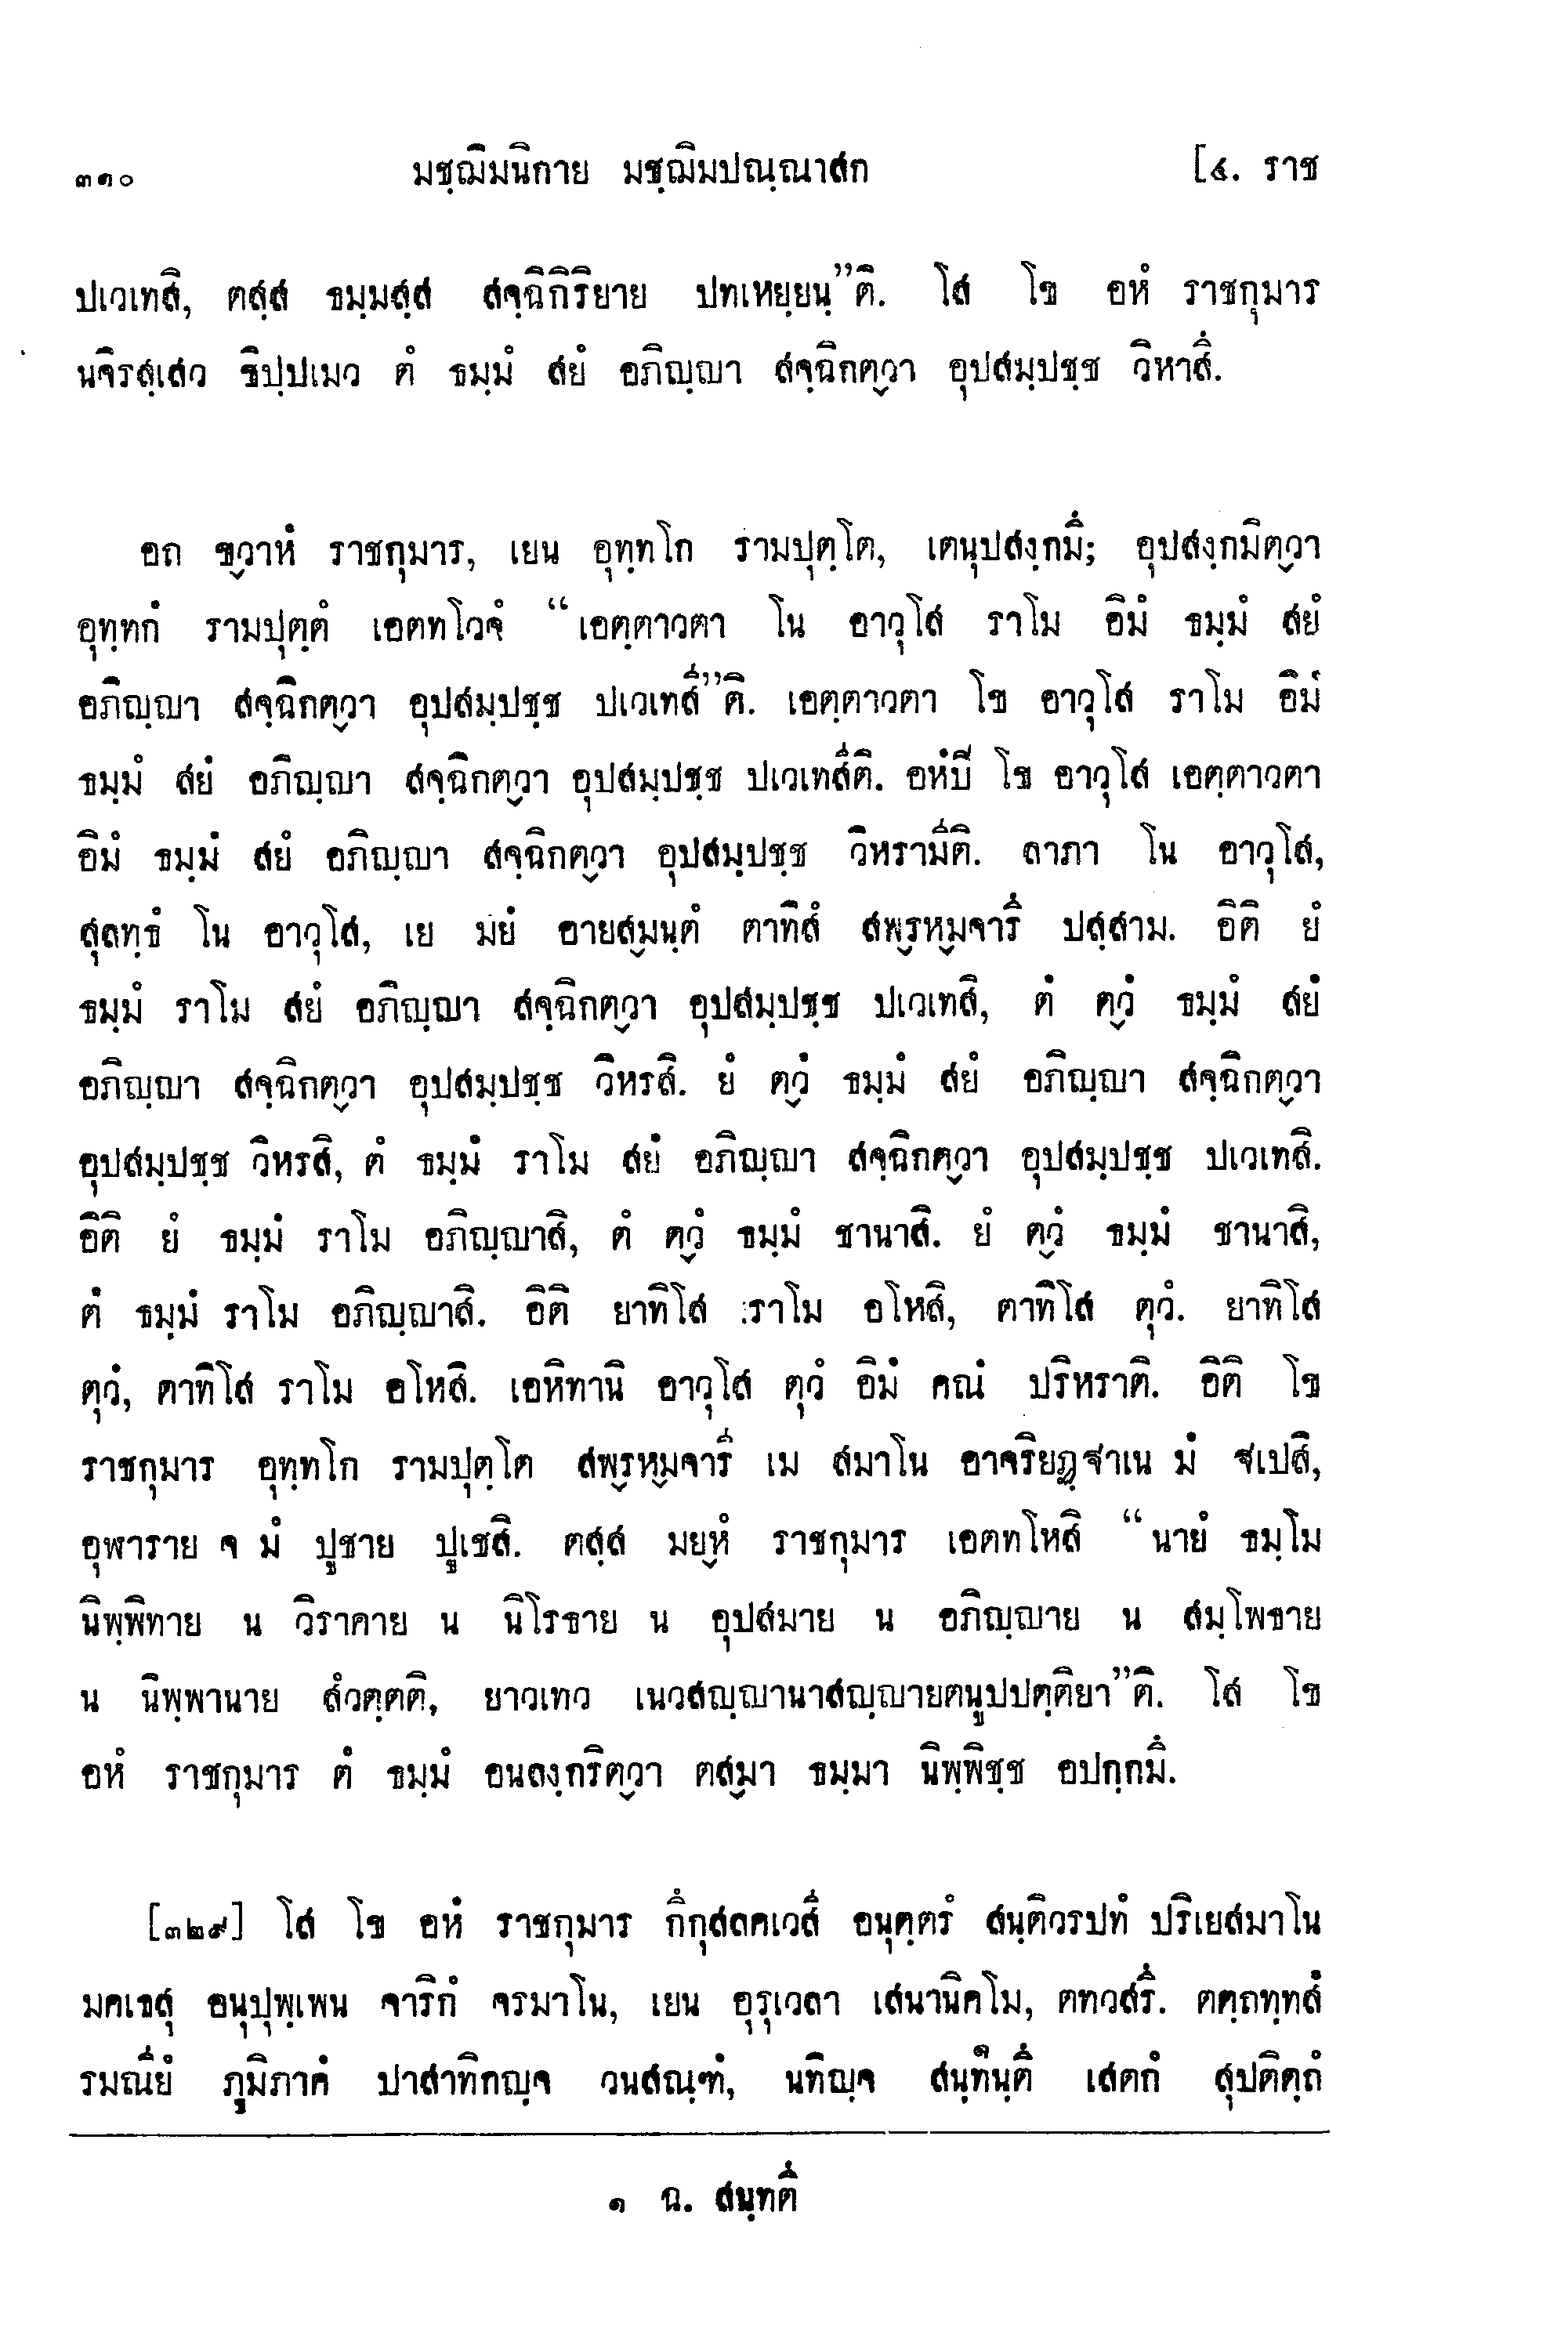 ๓๑๐ มชฺฌิมนิกาย มชฺฌิมปณฺณาสก [๔. ราช
ปเวเทสิ, ตสฺส ธมฺมสฺส สจฺฉิกิริยาย ปทเหยฺยนฺ”ติ. โส โข อหํ ราชกุมาร
นจิรสฺเสว ขิปฺปเมว ตํ ธมฺมํ สยํ อภิญฺญา สจฺฉิกตฺวา อุปสมฺปชฺช วิหาสึ.
อถ ขฺวาหํ ราชกุมาร, เยน อุทฺทโก รามปุตฺโต, เตนุปสงฺกมึ; อุปสงฺกมิตฺวา
อุทฺทกํ รามปุตฺตํ เอตทโวจํ “เอตฺตาวตา โน อาวุโส ราโม อิมํ ธมฺมํ สยํ
อภิญฺญา สจฺฉิกตฺวา อุปสมฺปชฺช ปเวเทสี”ติ. เอตฺตาวตา โข อาวุโส ราโม อิมํ
ธมฺมํ สยํ อภิญฺญา สจฺฉิกตฺวา อุปสมฺปชฺช ปเวเทสีติ. อหํปิ โข อาวุโส เอตฺตาวตา
อิมํ ธมฺมํ สยํ อภิญฺญา สจฺฉิกตฺวา อุปสมฺปชฺช วิหรามีติ. ลาภา โน อาวุโส,
สุลทฺธํ โน อาวุโส, เย มยํ อายสฺมนฺตํ ตาทิสํ สพฺรหฺมจารึ ปสฺสาม. อิติ ยํ
ธมฺมํ ราโม สยํ อภิญฺญา สจฺฉิกตฺวา อุปสมฺปชฺช ปเวเทสิ, ตํ ตฺวํ ธมฺมํ สยํ
อภิญฺญา สจฺฉิกตฺวา อุปสมฺปชฺช วิหรสิ. ยํ ตฺวํ ธมฺมํ สยํ อภิญฺญา สจฺฉิกตฺวา
อุปสมฺปชฺช วิหรสิ, ตํ ธมฺมํ ราโม สยํ อภิญฺญา สจฺฉิกตฺวา อุปสมฺปชฺช ปเวเทสิ.
อิติ ยํ ธมฺมํ ราโม อภิญฺญาสิ, ตํ ตฺวํ ธมฺมํ ชานาสิ. ยํ ตฺวํ ธมฺมํ ชานาสิ,
ตํ ธมฺมํ ราโม อภิญฺญาสิ. อิติ ยาทิโส ราโม อโหสิ, ตาทิโส ตุวํ. ยาทิโส
ตุวํ, ตาทิโส ราโม อโหสิ. เอหิทานิ อาวุโส ตุวํ อิมํ คณํ ปริหราติ. อิติ โข
ราชกุมาร อุทฺทโก รามปุตฺโต สพฺรหฺมจารี เม สมาโน อาจริยฏฺฐาเน มํ ฐเปสิ,
อุฬาราย จ มํ ปูชาย ปูเชสิ. ตสฺส มยฺหํ ราชกุมาร เอตทโหสิ “นายํ ธมฺโม
นิพฺพิทาย น วิราคาย น นิโรธาย น อุปสมาย น อภิญฺญาย น สมฺโพธาย
น นิพฺพานาย สํวตฺตติ, ยาวเทว เนวสญฺญานาสญฺญายตนูปปตฺติยา”ติ. โส โข
อหํ ราชกุมาร ตํ ธมฺมํ อนลงฺกริตฺวา ตสฺมา ธมฺมา นิพฺพิชฺช อปกฺกมึ.
[๓๒๙] โส โข อหํ ราชกุมาร กึกุสลคเวสี อนุตฺตรํ สนฺติวรปทํ ปริเยสมาโน
มคเธสุ อนุปุพฺเพน จาริกํ จรมาโน, เยน อุรุเวลา เสนานิคโม, ตทวสรึ. ตตฺถทฺทสํ
รมณียํ ภูมิภาคํ ปาสาทิกญฺจ วนสณฺฑํ, นทิญฺจ สนฺท๑นฺตึ เสตกํ สุปติตฺถํ
๑ ฉ. สนฺทตึ